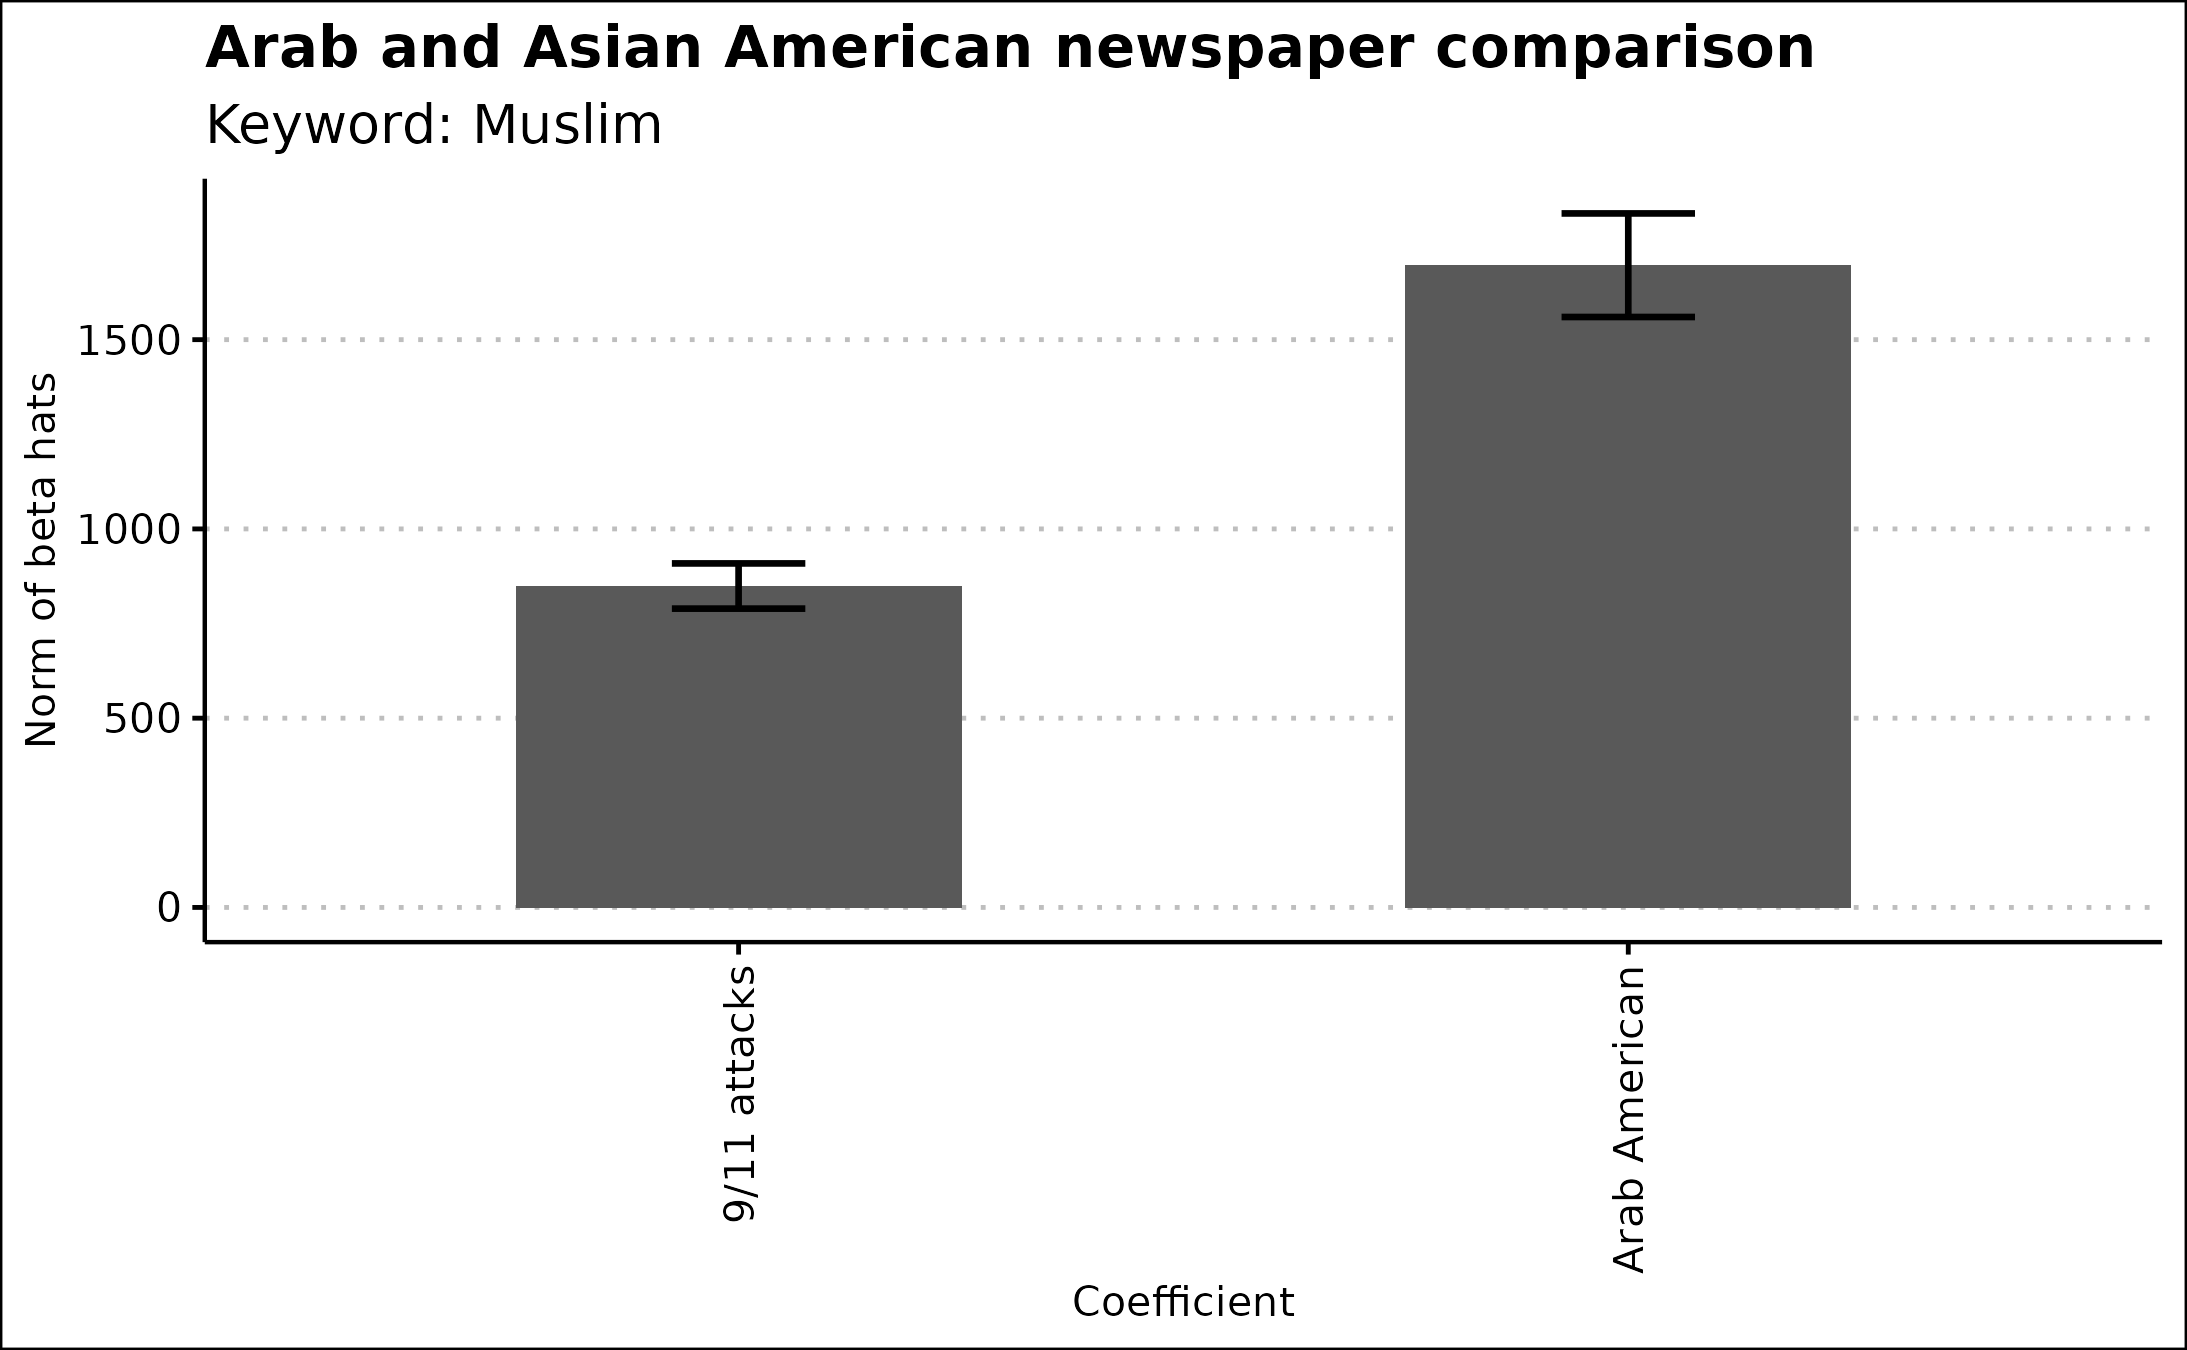 Arab and Asian American newspaper comparison
Keyword: Muslim
Norm of beta hats
1500
1000
500
0
9/11 attacks
Arab American
Coefficient